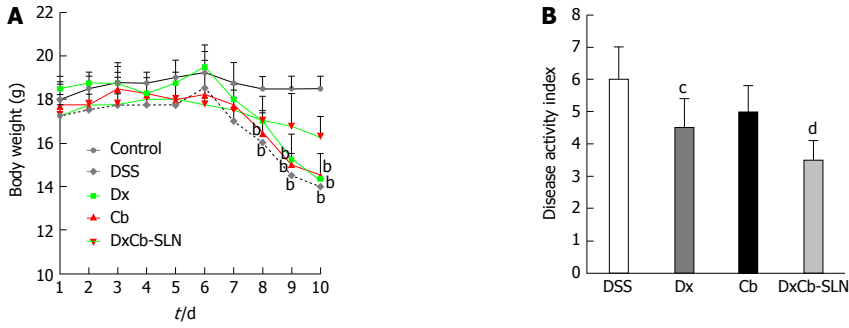 A
Body weight (g)
22
20
18
16
14
12
10
Control
DSS
Dx
Cb
DxCb-SLN
b
b
b
b
b
b
b
b
1 2 3 4 5 6 7 8 9 10
t/d
B
Disease activity index
8
7
6
5
4
3
2
1
0
c
d
DSS Dx Cb DxCb-SLN